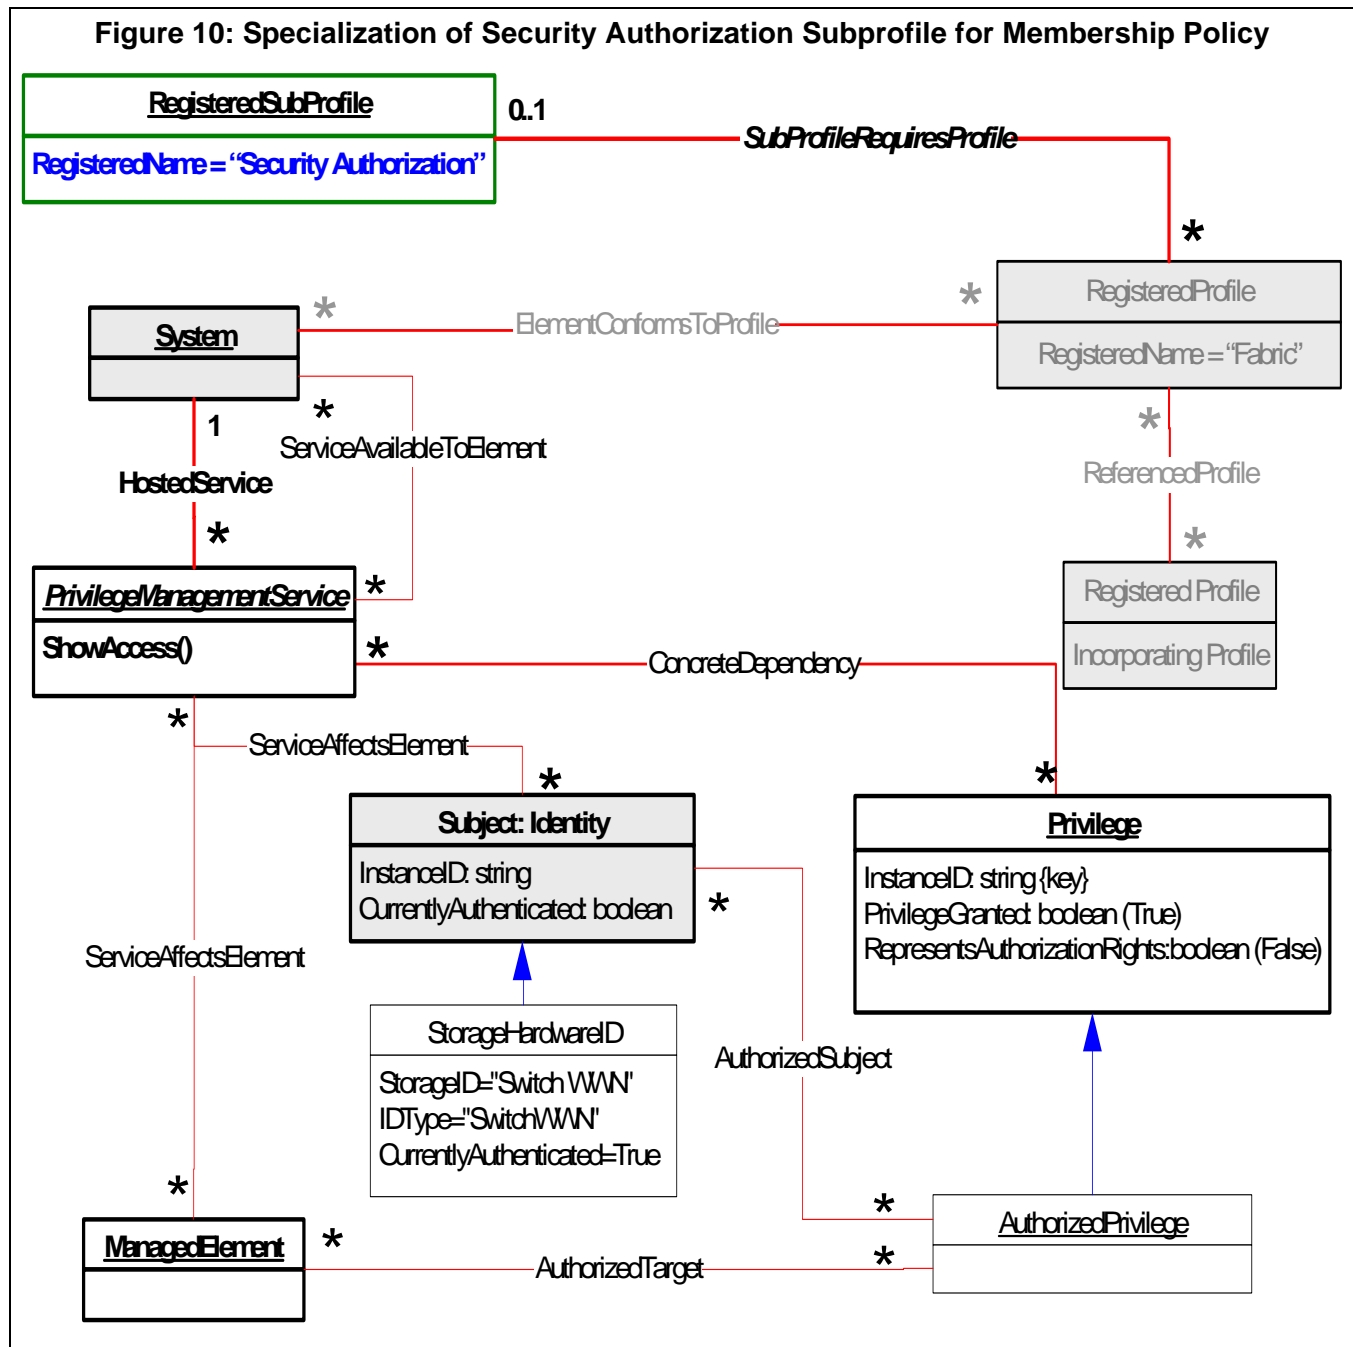 Figure 10: Specialization of Security Authorization Subprofile for Membership Policy
RegisteredSubProfile
0..1
SubProfileRequiresProfile
RegisteredName = “Security Authorization”
*
RegisteredProfile
*
*
ElementConformsToProfile
System
RegisteredName = “Fabric”
*
1
*
ServiceAvailableToElement
ReferencedProfile
HostedService
*
*
PrivilegeManagementService
*
Registered Profile
ShowAccess()
*
ConcreteDependency
Incorporating Profile
*
ServiceAffectsElement
*
*
Subject: Identity
Privilege
InstanceID: string
CurrentlyAuthenticated: boolean
*
InstanceID: string {key}
PrivilegeGranted: boolean (True)
RepresentsAuthorizationRights:boolean (False)
ServiceAffectsElement
StorageHardwareID
StorageID="Switch WWN"
IDType="SwitchWWN"
CurrentlyAuthenticated=True
AuthorizedSubject
*
*
AuthorizedPrivilege
ManagedElement
*
AuthorizedTarget
*